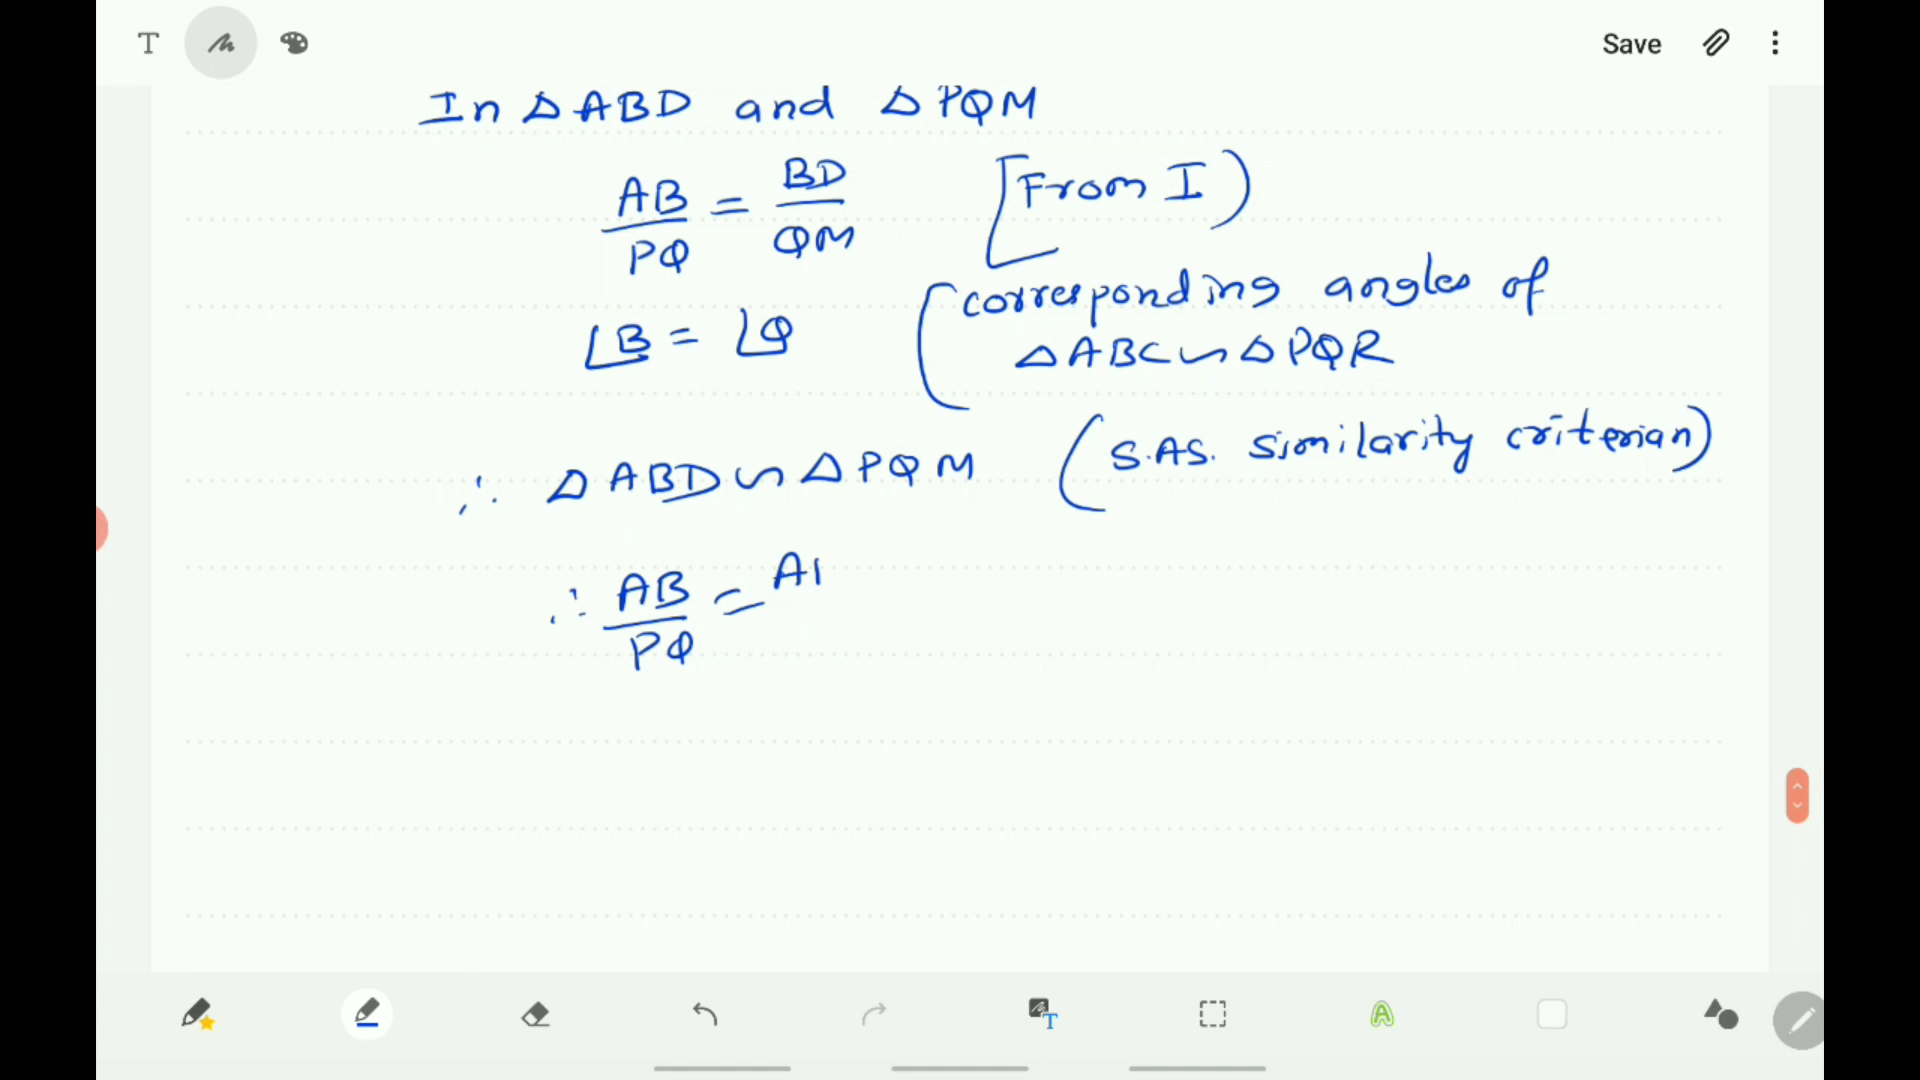 T
Save
In △ABD and △PQM
AB/PQ = BD/QM [From I)
∠B = ∠Q (corresponding angles of
△ABC ∽ △PQR
∴ △ABD ∽ △PQM (S.AS. similarity criterian)
∴ AB/PQ = A
T
A